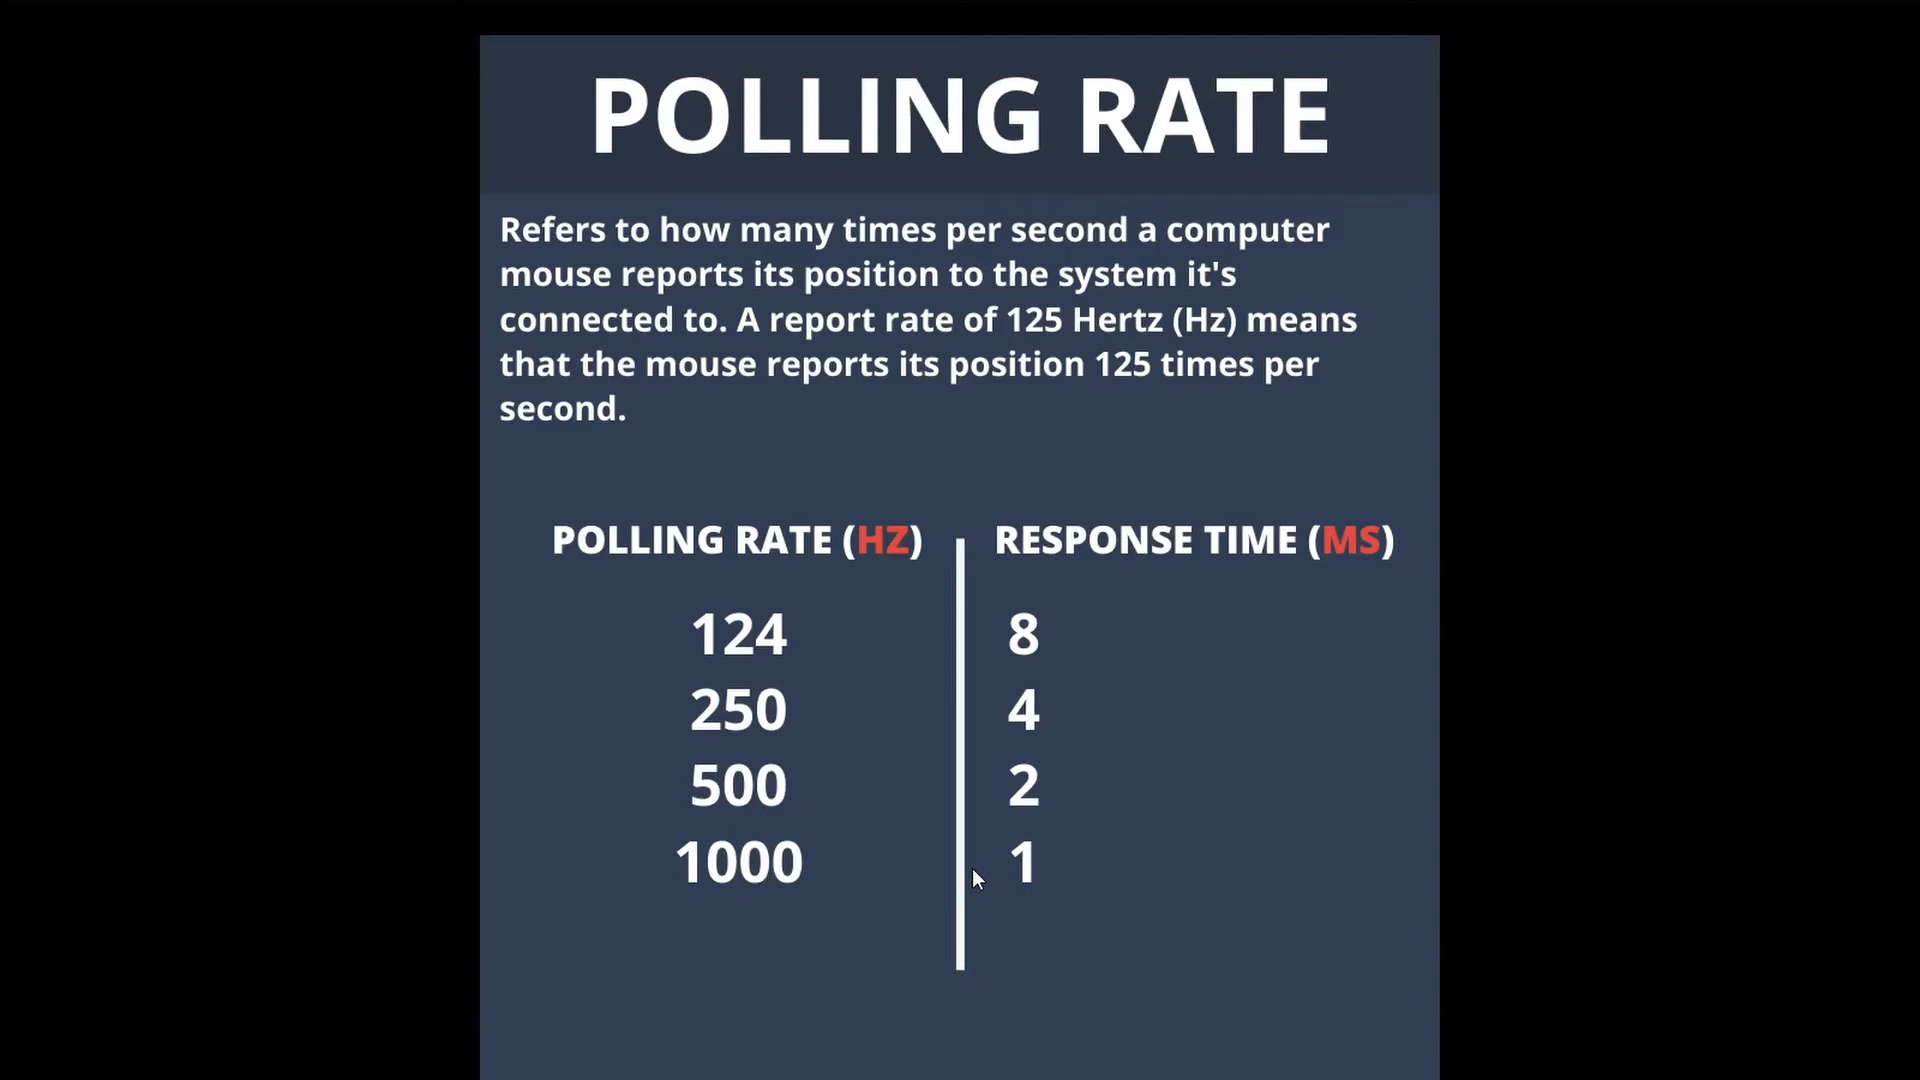 POLLING RATE
Refers to how many times per second a computer
mouse reports its position to the system it's
connected to. A report rate of 125 Hertz (Hz) means
that the mouse reports its position 125 times per
second.
POLLING RATE (HZ) RESPONSE TIME (MS)
124 8
250 4
500 2
1000 1